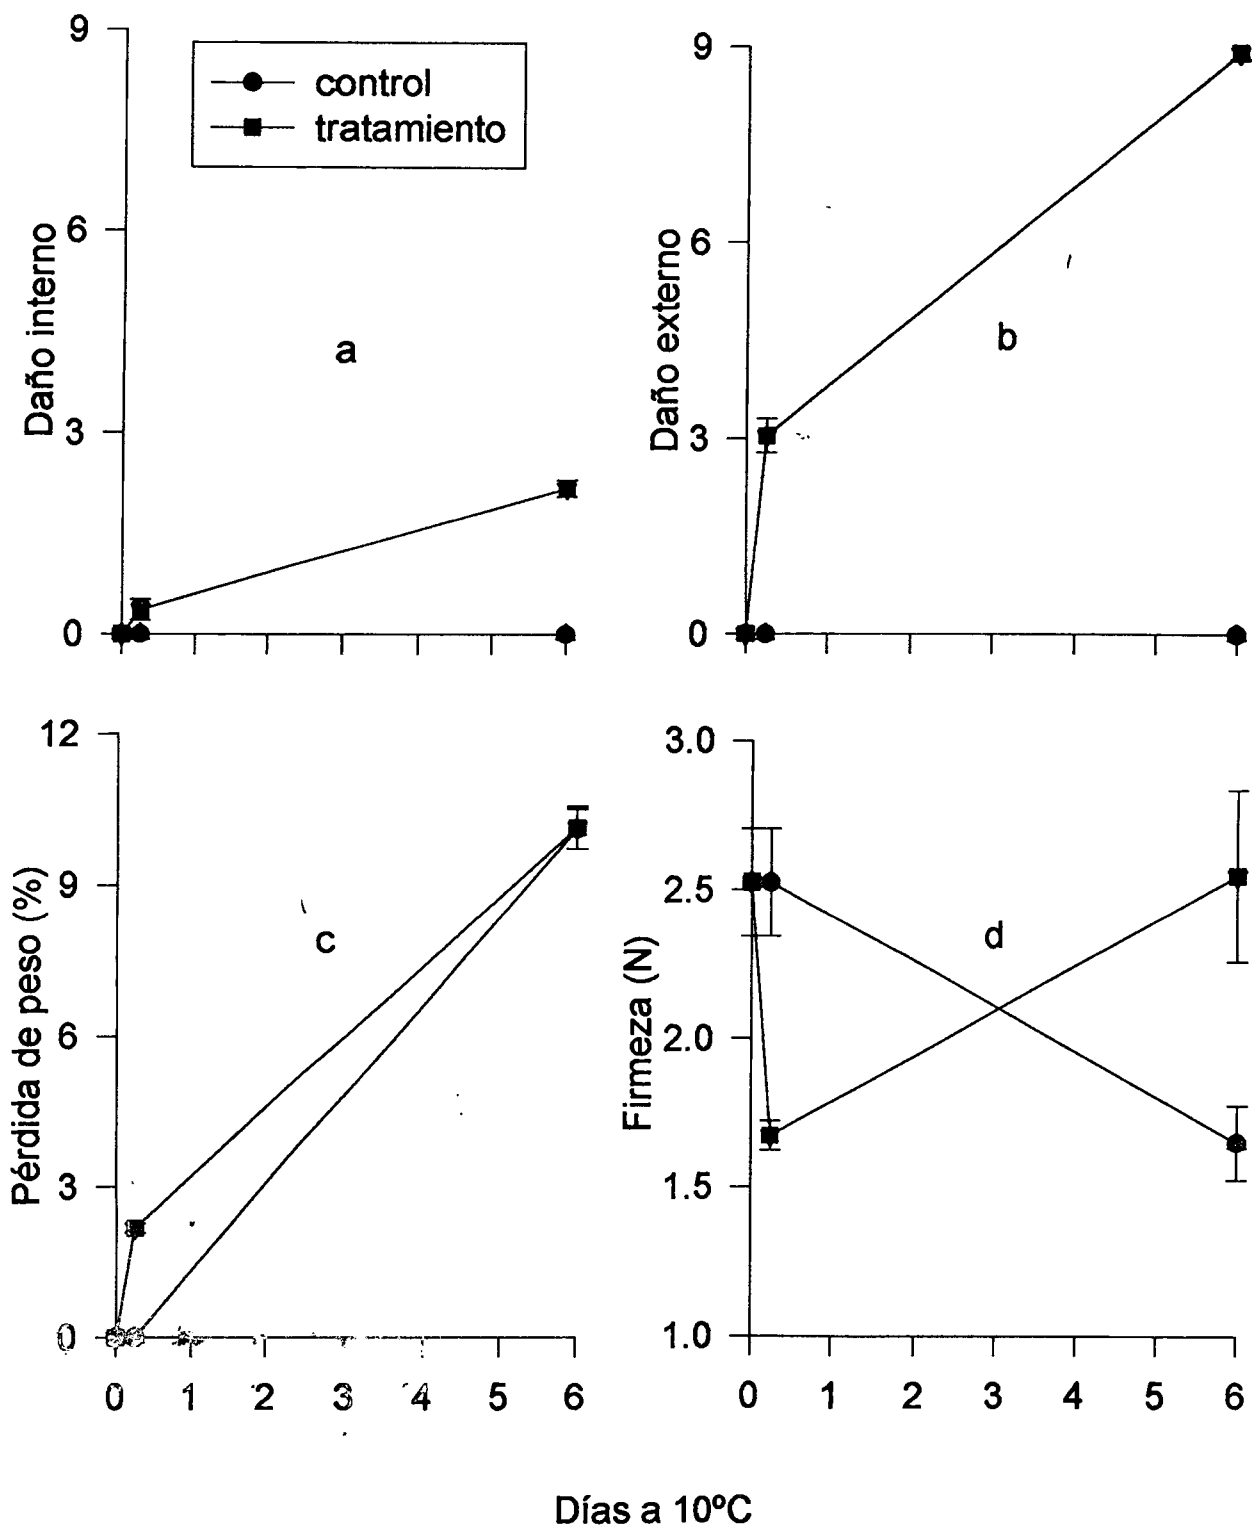 control
tratamiento
9
6
3
0
Daño interno
a
9
6
3
0
Daño externo
b
12
9
6
3
0
Pérdida de peso (%)
c
0 1 2 3 4 5 6
3.0
2.5
2.0
1.5
1.0
Firmeza (N)
d
0 1 2 3 4 5 6
Días a 10ºC